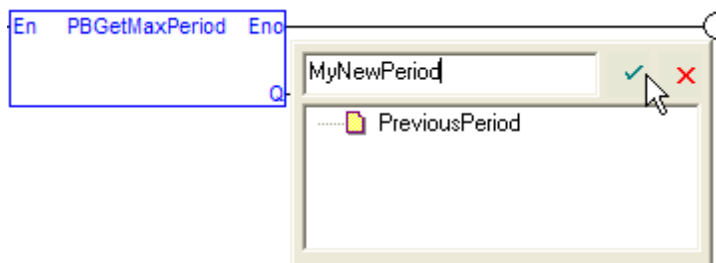 En PBGetMaxPeriod Eno
MyNewPeriod
Q
PreviousPeriod